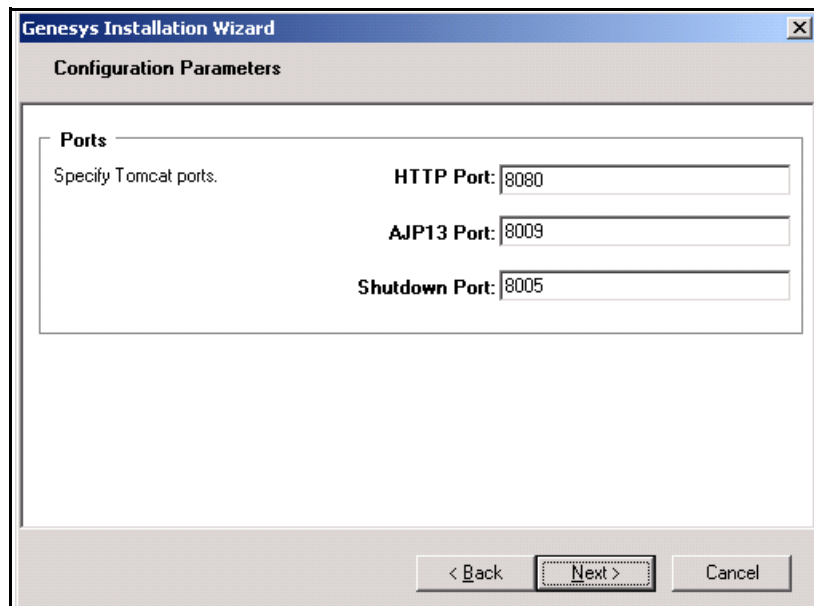 Genesys Installation Wizard
Configuration Parameters
Ports
Specify Tomcat ports.
HTTP Port: 8080
AJP13 Port: 8009
Shutdown Port: 8005
< Back
Next >
Cancel